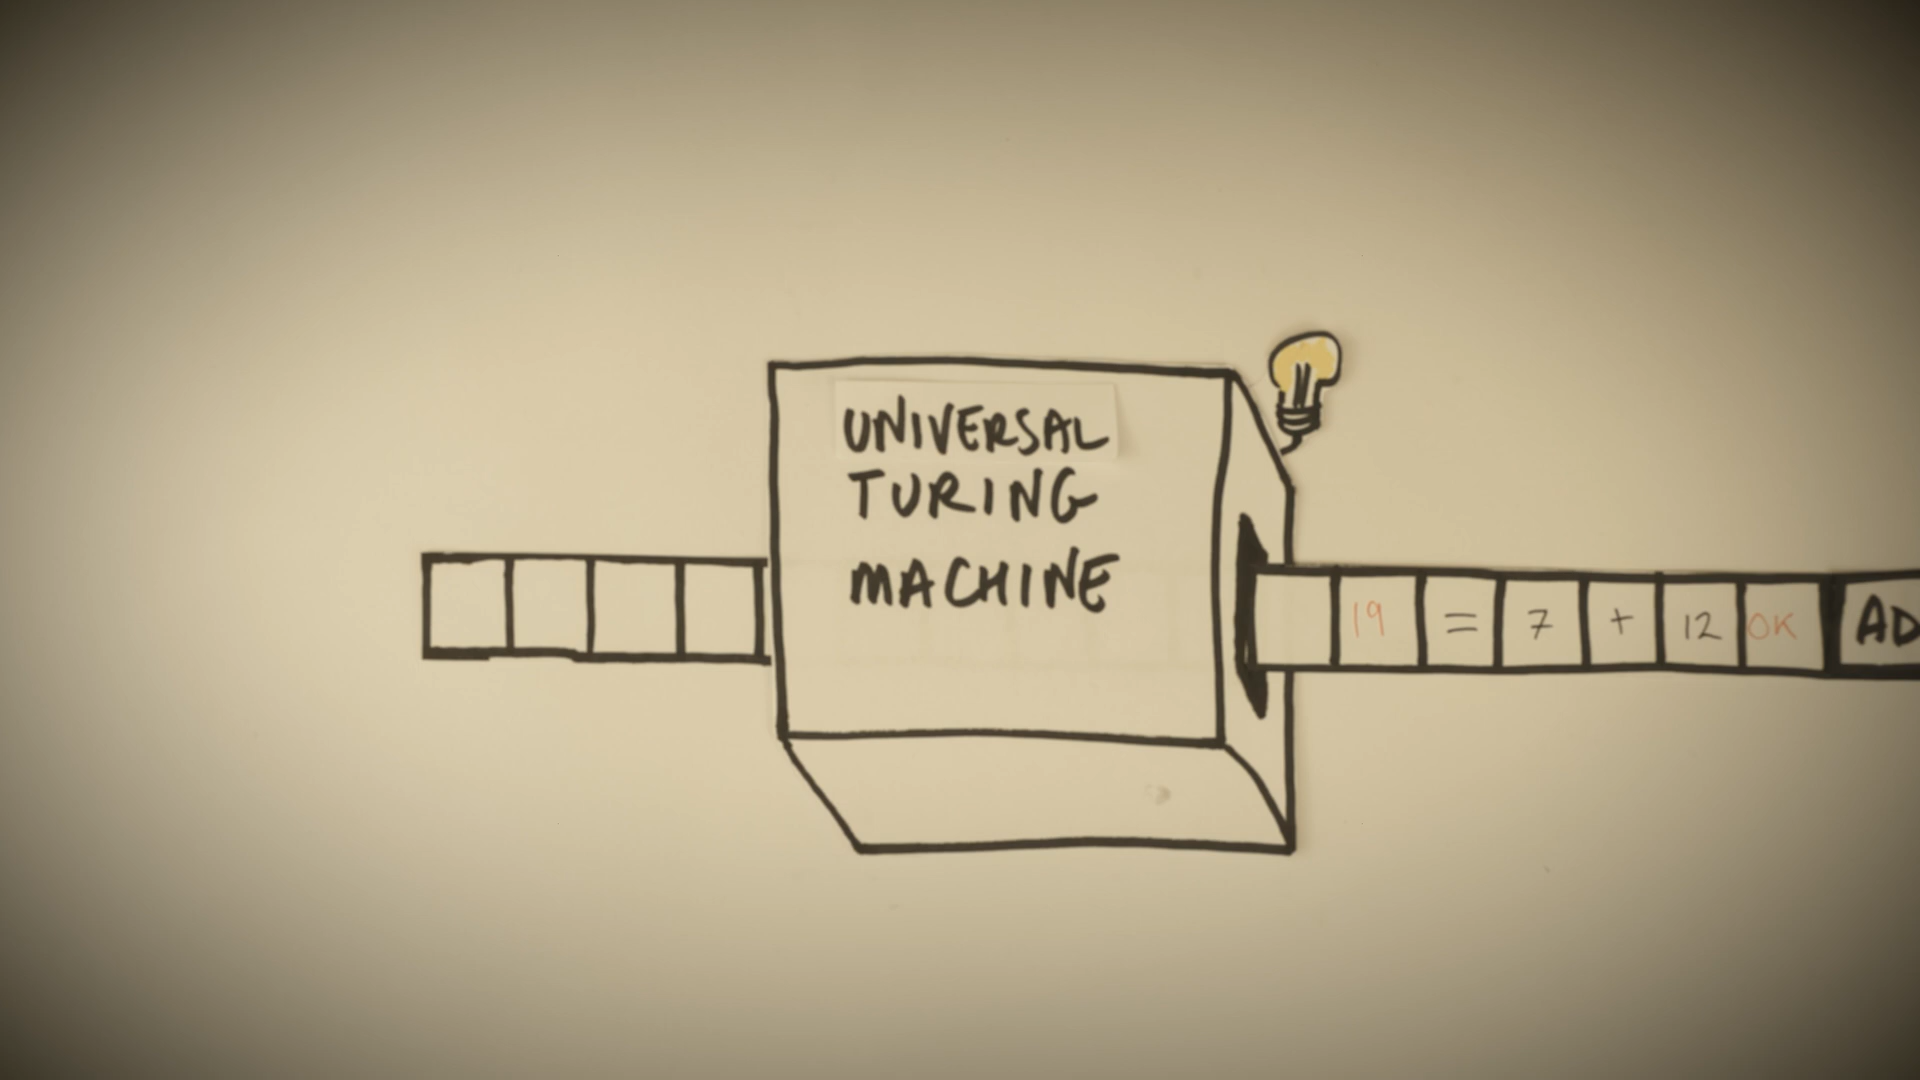 UNIVERSAL
TURING
MACHINE
19 = 7 + 12 OK AD